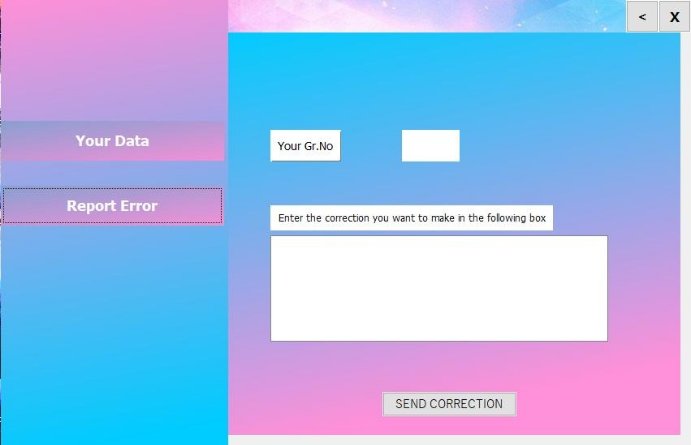 < X
Your Data
Report Error
Your Gr.No
Enter the correction you want to make in the following box
SEND CORRECTION